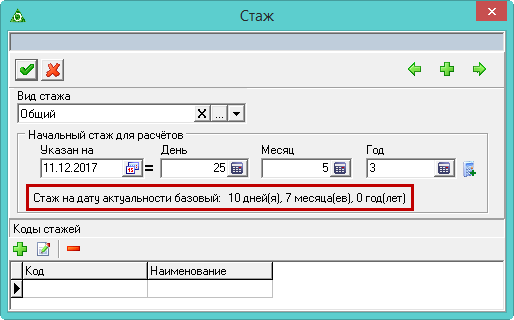 Стаж
Вид стажа
Общий
Начальный стаж для расчётов
Указан на День Месяц Год
11.12.2017 = 25 5 3
Стаж на дату актуальности базовый: 10 дней(я), 7 месяца(ев), 0 год(лет)
Коды стажей
Код Наименование